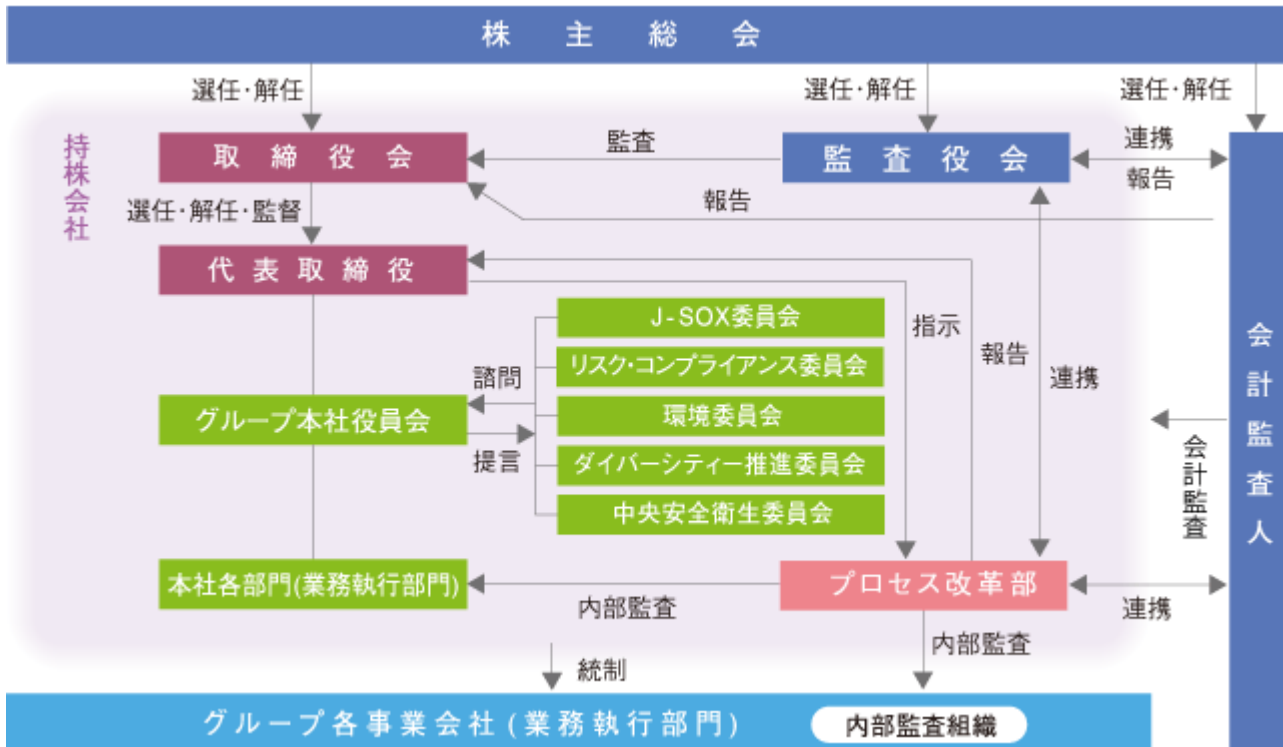 株主総会
選任・解任
選任・解任
選任・解任
持株会社
取締役会
監査
監査役会
連携
報告
報告
選任・解任・監督
代表取締役
J-SOX委員会
リスク・コンプライアンス委員会
環境委員会
ダイバーシティー推進委員会
中央安全衛生委員会
諮問
提言
グループ本社役員会
指示
報告
連携
会計監査
会計監査人
本社各部門(業務執行部門)
内部監査
プロセス改革部
連携
内部監査
統制
グループ各事業会社(業務執行部門)
内部監査組織